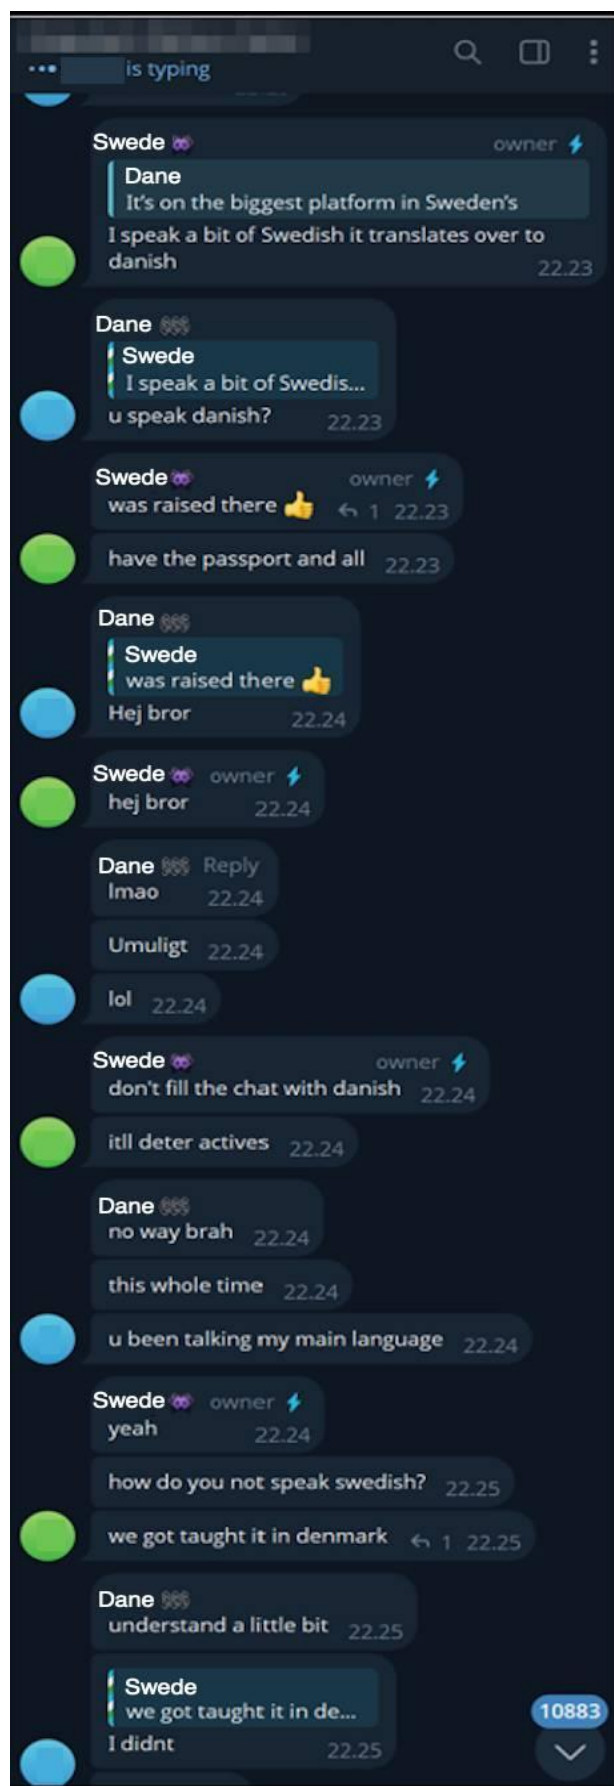 is typing
Swede owner
Dane
It's on the biggest platform in Sweden's
I speak a bit of Swedish it translates over to
danish 22.23
Dane
Swede
I speak a bit of Swedis...
u speak danish? 22.23
Swede owner
was raised there 👍 1 22.23
have the passport and all 22.23
Dane
Swede
was raised there 👍
Hej bror 22.24
Swede owner
hej bror 22.24
Dane Reply
lmao 22.24
Umuligt 22.24
lol 22.24
Swede owner
don't fill the chat with danish 22.24
itll deter actives 22.24
Dane
no way brah 22.24
this whole time 22.24
u been talking my main language 22.24
Swede owner
yeah 22.24
how do you not speak swedish? 22.25
we got taught it in denmark 1 22.25
Dane
understand a little bit 22.25
Swede
we got taught it in de...
10883
I didnt 22.25